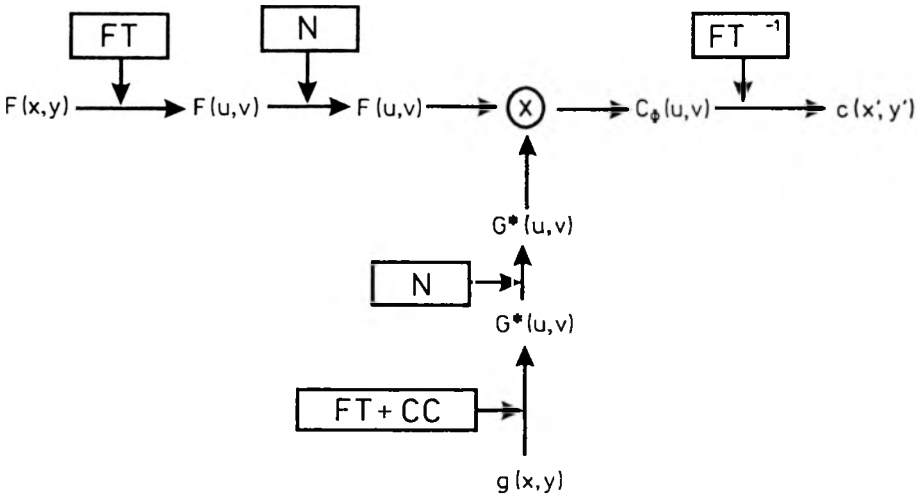 FT
N
FT⁻¹
F(x,y)
F(u,v)
F(u,v)
X
C_Φ(u,v)
c(x′,y′)
G*(u,v)
N
G*(u,v)
FT+CC
g(x,y)